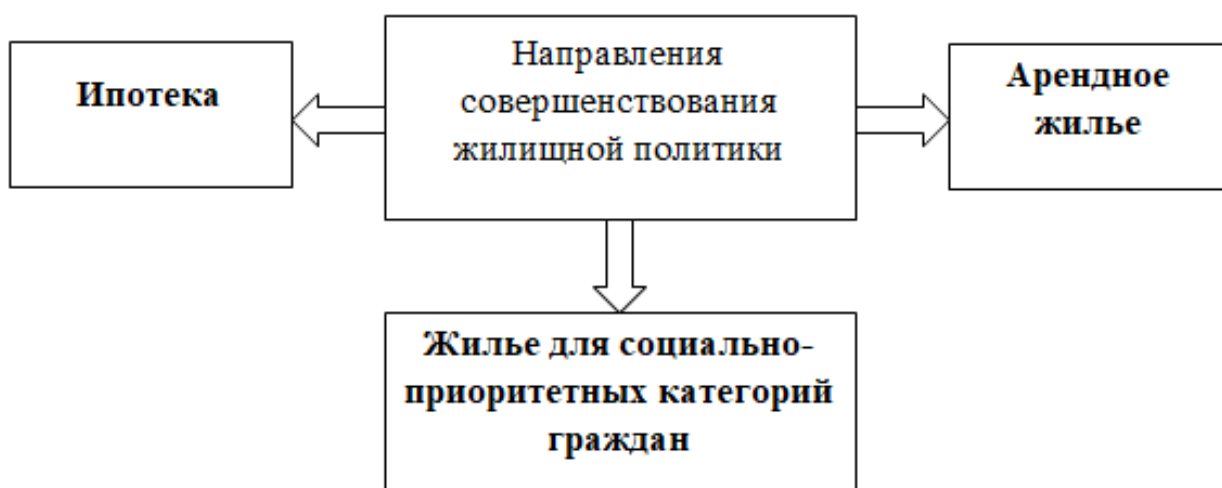 Ипотека
Направления
совершенствования
жилищной политики
Арендное
жилье
Жилье для социально-
приоритетных категорий
граждан